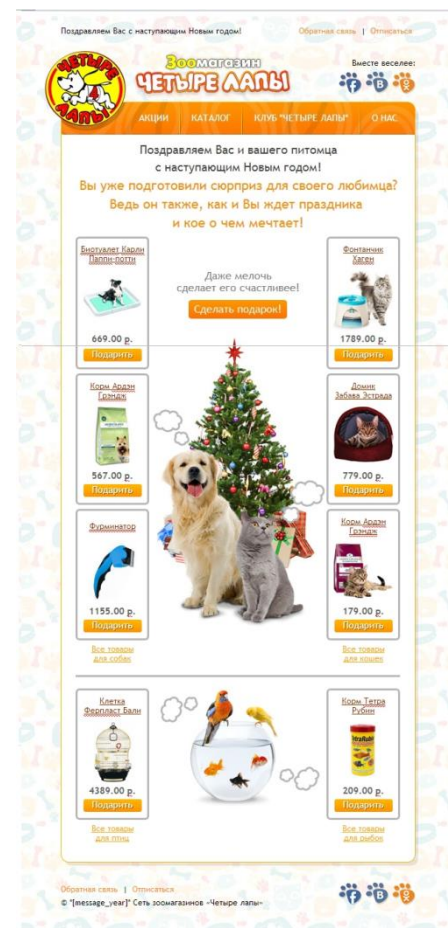 Поздравляем Вас с наступающим Новым годом!
Обратная связь | Отписаться
ЧЕТЫРЕ
ЛАПЫ
Зоомагазин
ЧЕТЫРЕ ЛАПЫ
Вместе веселее:
АКЦИИ
КАТАЛОГ
КЛУБ "ЧЕТЫРЕ ЛАПЫ"
О НАС
Поздравляем Вас и вашего питомца
с наступающим Новым годом!
Вы уже подготовили сюрприз для своего любимца?
Ведь он также, как и Вы ждет праздника
и кое о чем мечтает!
Биотуалет Карли
Паппи-потти
669.00 р.
Подарить
Даже мелочь
сделает его счастливее!
Сделать подарок!
Фонтанчик
Хаген
1789.00 р.
Подарить
Корм Ардэн
Грэндж
567.00 р.
Подарить
Домик
Забава Эстрада
779.00 р.
Подарить
Фурминатор
1155.00 р.
Подарить
Все товары
для собак
Корм Ардэн
Грэндж
179.00 р.
Подарить
Все товары
для кошек
Клетка
Ферпласт Бали
4389.00 р.
Подарить
Все товары
для птиц
Корм Тетра
Рубин
209.00 р.
Подарить
Все товары
для рыбок
Обратная связь | Отписаться
© "[message_year]" Сеть зоомагазиннов «Четыре лапы»